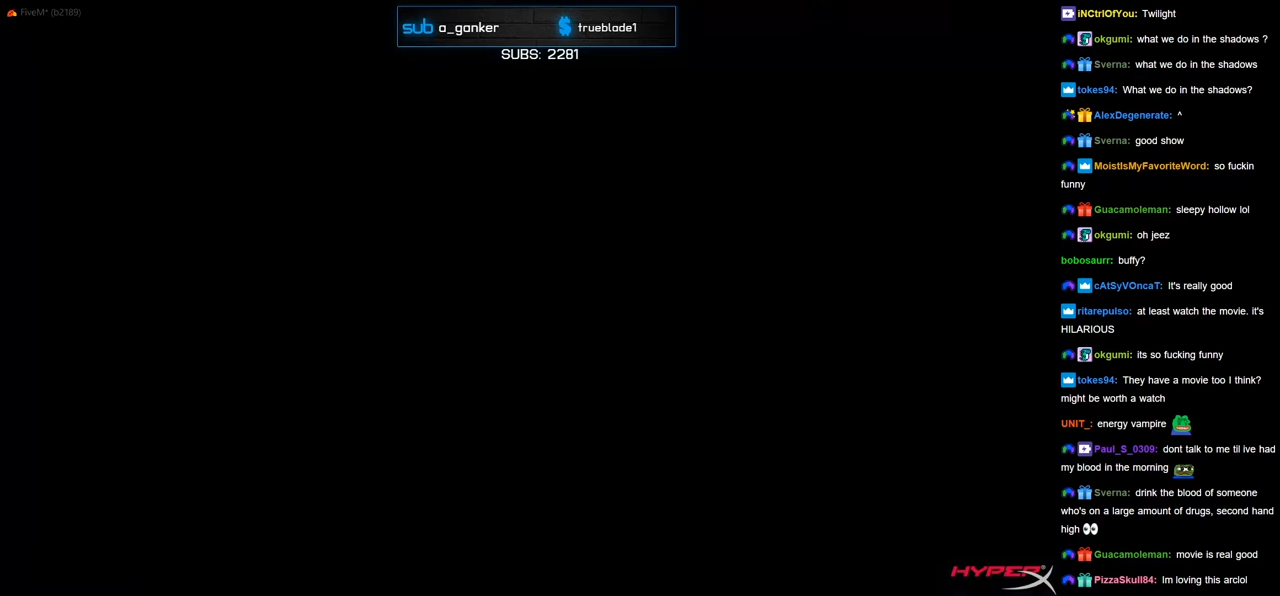 FiveM* (b2189)
sub a_ganker $ trueblade1
SUBS: 2281
iNCtrlOfYou: Twilight
okgumi: what we do in the shadows ?
Sverna: what we do in the shadows
tokes94: What we do in the shadows?
AlexDegenerate: ^
Sverna: good show
MoistIsMyFavoriteWord: so fuckin
funny
Guacamoleman: sleepy hollow lol
okgumi: oh jeez
bobosaurr: buffy?
cAtSyVOncaT: It's really good
ritarepulso: at least watch the movie. it's
HILARIOUS
okgumi: its so fucking funny
tokes94: They have a movie too I think?
might be worth a watch
UNIT_: energy vampire
Paul_S_0309: dont talk to me til ive had
my blood in the morning
Sverna: drink the blood of someone
who's on a large amount of drugs, second hand
high 👀
Guacamoleman: movie is real good
PizzaSkull84: Im loving this arclol
HYPERX